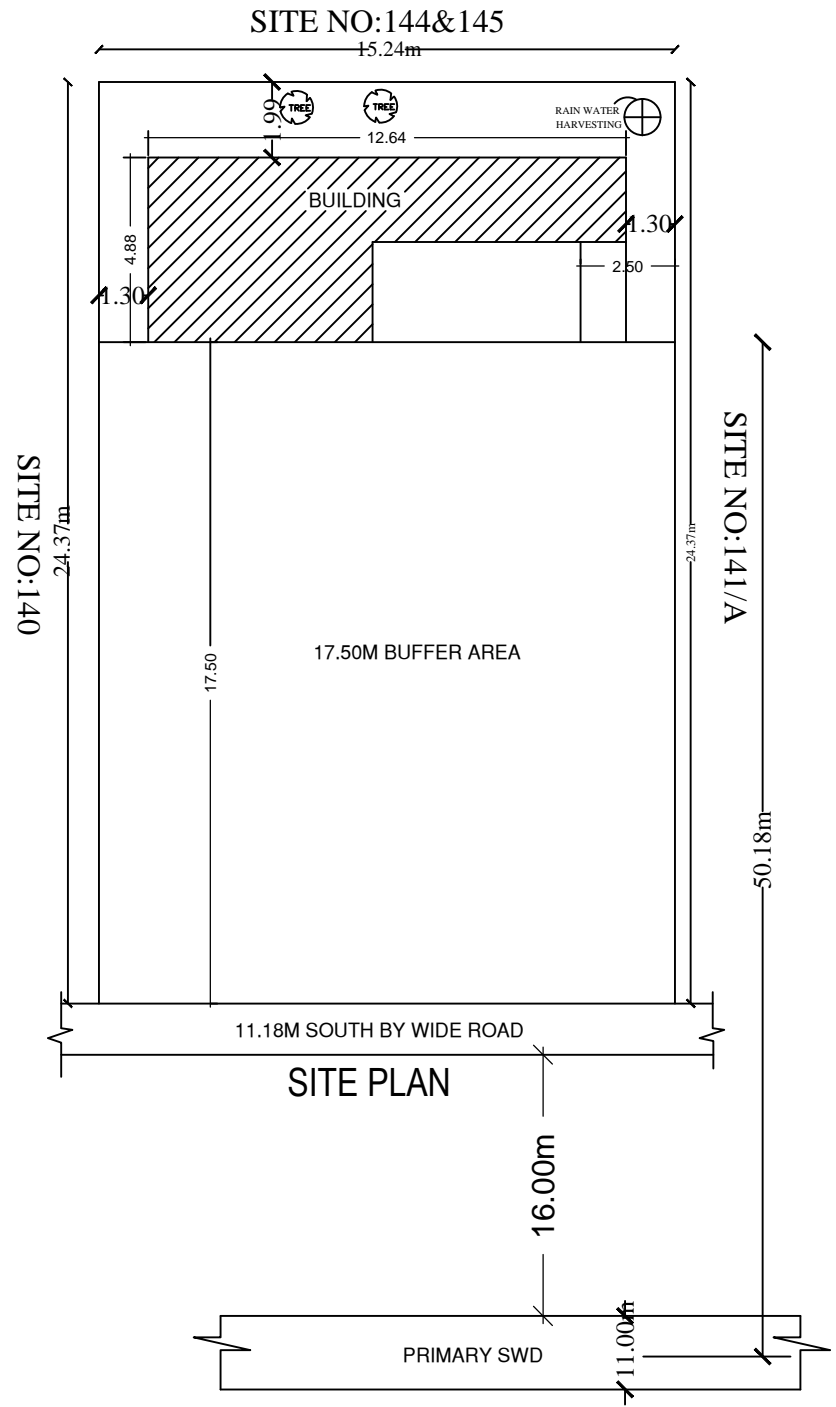 SITE NO:144&145
15.24m
TREE
TREE
RAIN WATER
HARVESTING
1.99
12.64
BUILDING
1.30
4.88
2.50
1.30
SITE NO:140
24.37m
24.37m
SITE NO:141/A
17.50M BUFFER AREA
17.50
50.18m
11.18M SOUTH BY WIDE ROAD
SITE PLAN
16.00m
11.00m
PRIMARY SWD